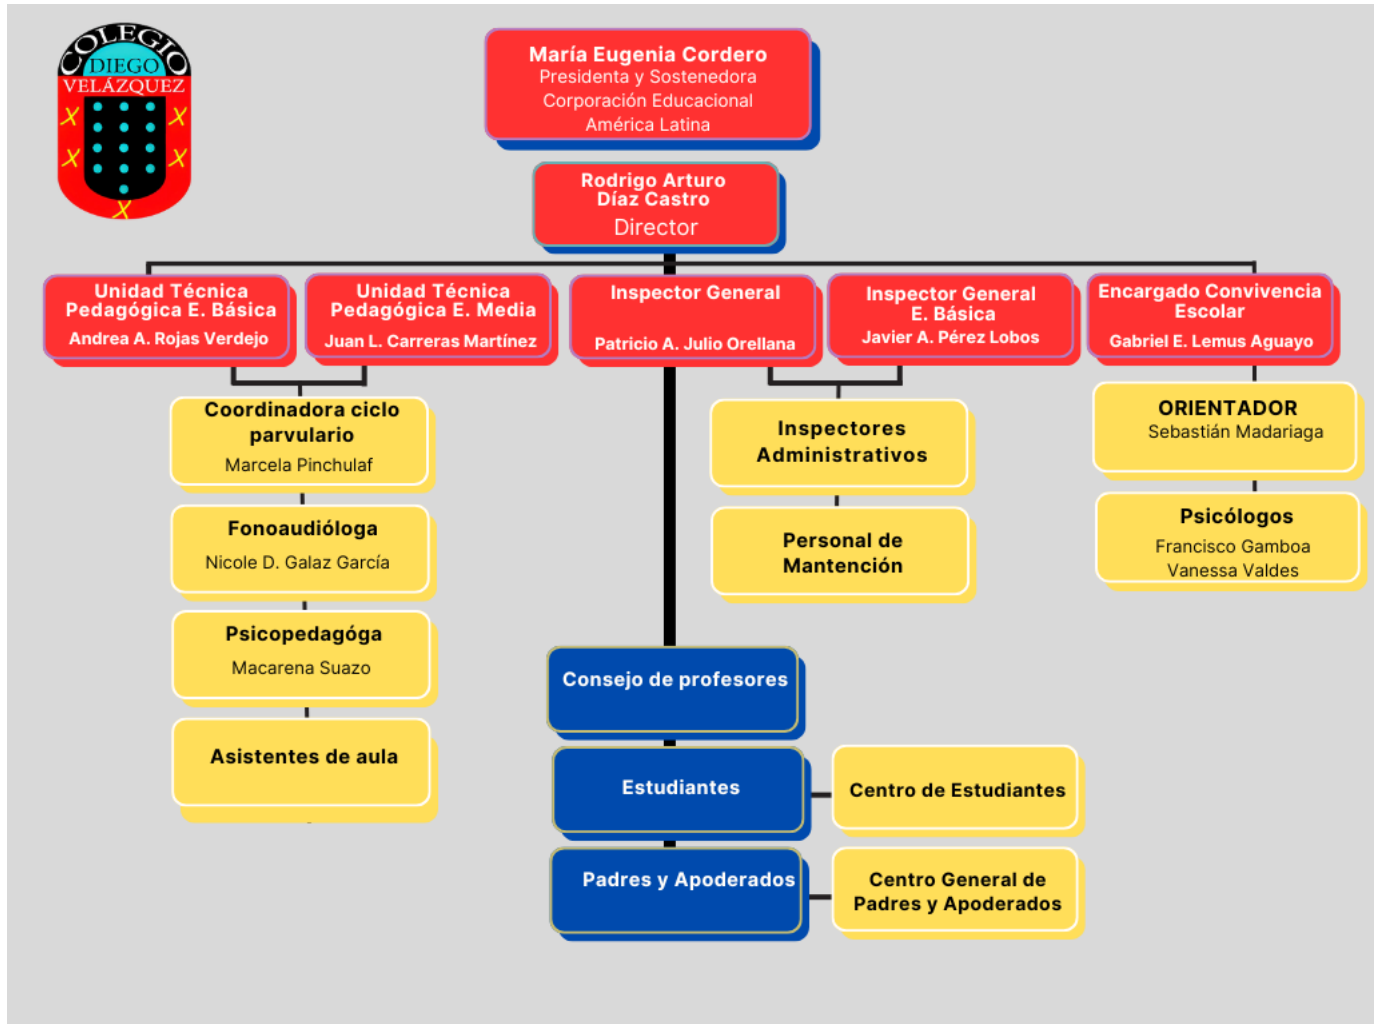 COLEGIO
DIEGO
VELÁZQUEZ
María Eugenia Cordero
Presidenta y Sostenedora
Corporación Educacional
América Latina
Rodrigo Arturo
Díaz Castro
Director
Unidad Técnica
Pedagógica E. Básica
Andrea A. Rojas Verdejo
Unidad Técnica
Pedagógica E. Media
Juan L. Carreras Martínez
Inspector General
Patricio A. Julio Orellana
Inspector General
E. Básica
Javier A. Pérez Lobos
Encargado Convivencia
Escolar
Gabriel E. Lemus Aguayo
Coordinadora ciclo
parvulario
Marcela Pinchulaf
Fonoaudióloga
Nicole D. Galaz García
Psicopedagóga
Macarena Suazo
Asistentes de aula
Inspectores
Administrativos
Personal de
Mantención
ORIENTADOR
Sebastián Madariaga
Psicólogos
Francisco Gamboa
Vanessa Valdes
Consejo de profesores
Estudiantes
Centro de Estudiantes
Padres y Apoderados
Centro General de
Padres y Apoderados